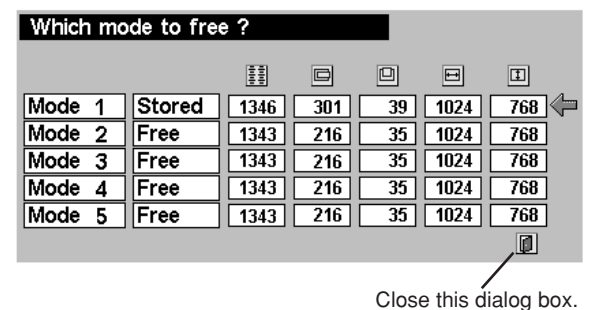 Which mode to free ?
Mode 1 Stored 1346 301 39 1024 768
Mode 2 Free 1343 216 35 1024 768
Mode 3 Free 1343 216 35 1024 768
Mode 4 Free 1343 216 35 1024 768
Mode 5 Free 1343 216 35 1024 768
Close this dialog box.